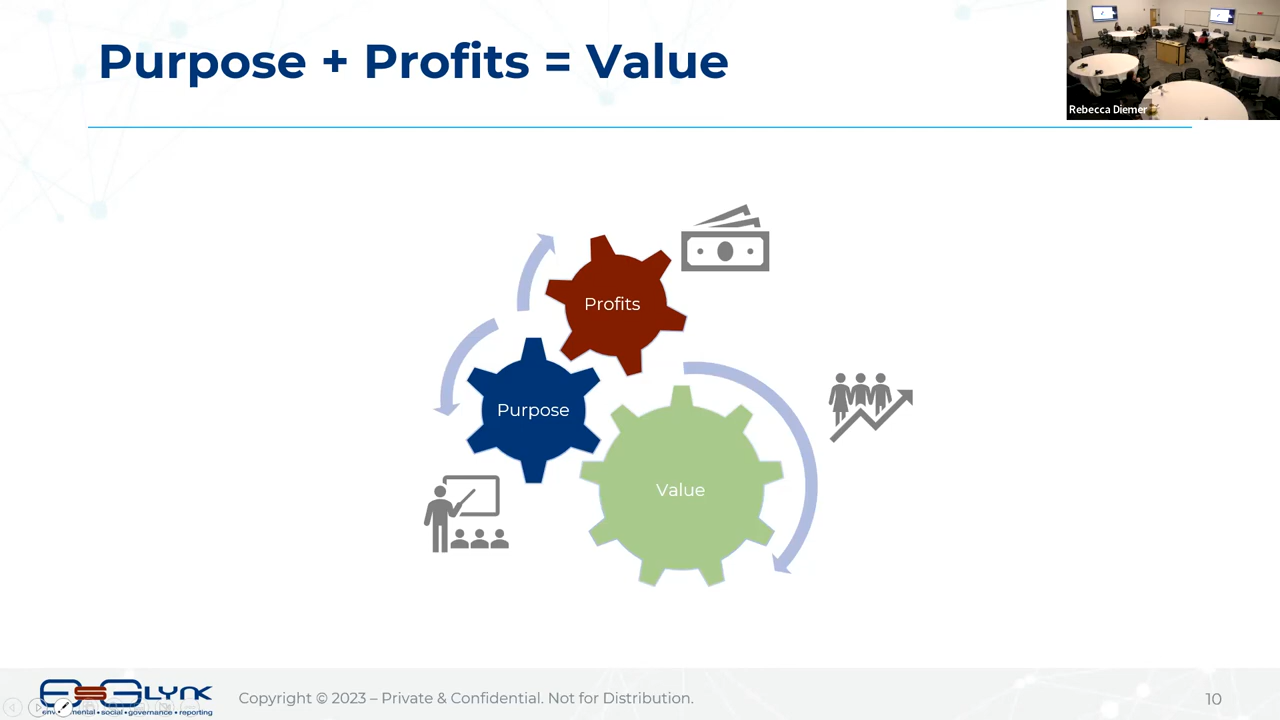 Purpose + Profits = Value
Rebecca Diemer
Profits
Purpose
Value
ESGLYNK
environmental • social • governance • reporting
Copyright © 2023 – Private & Confidential. Not for Distribution.
10